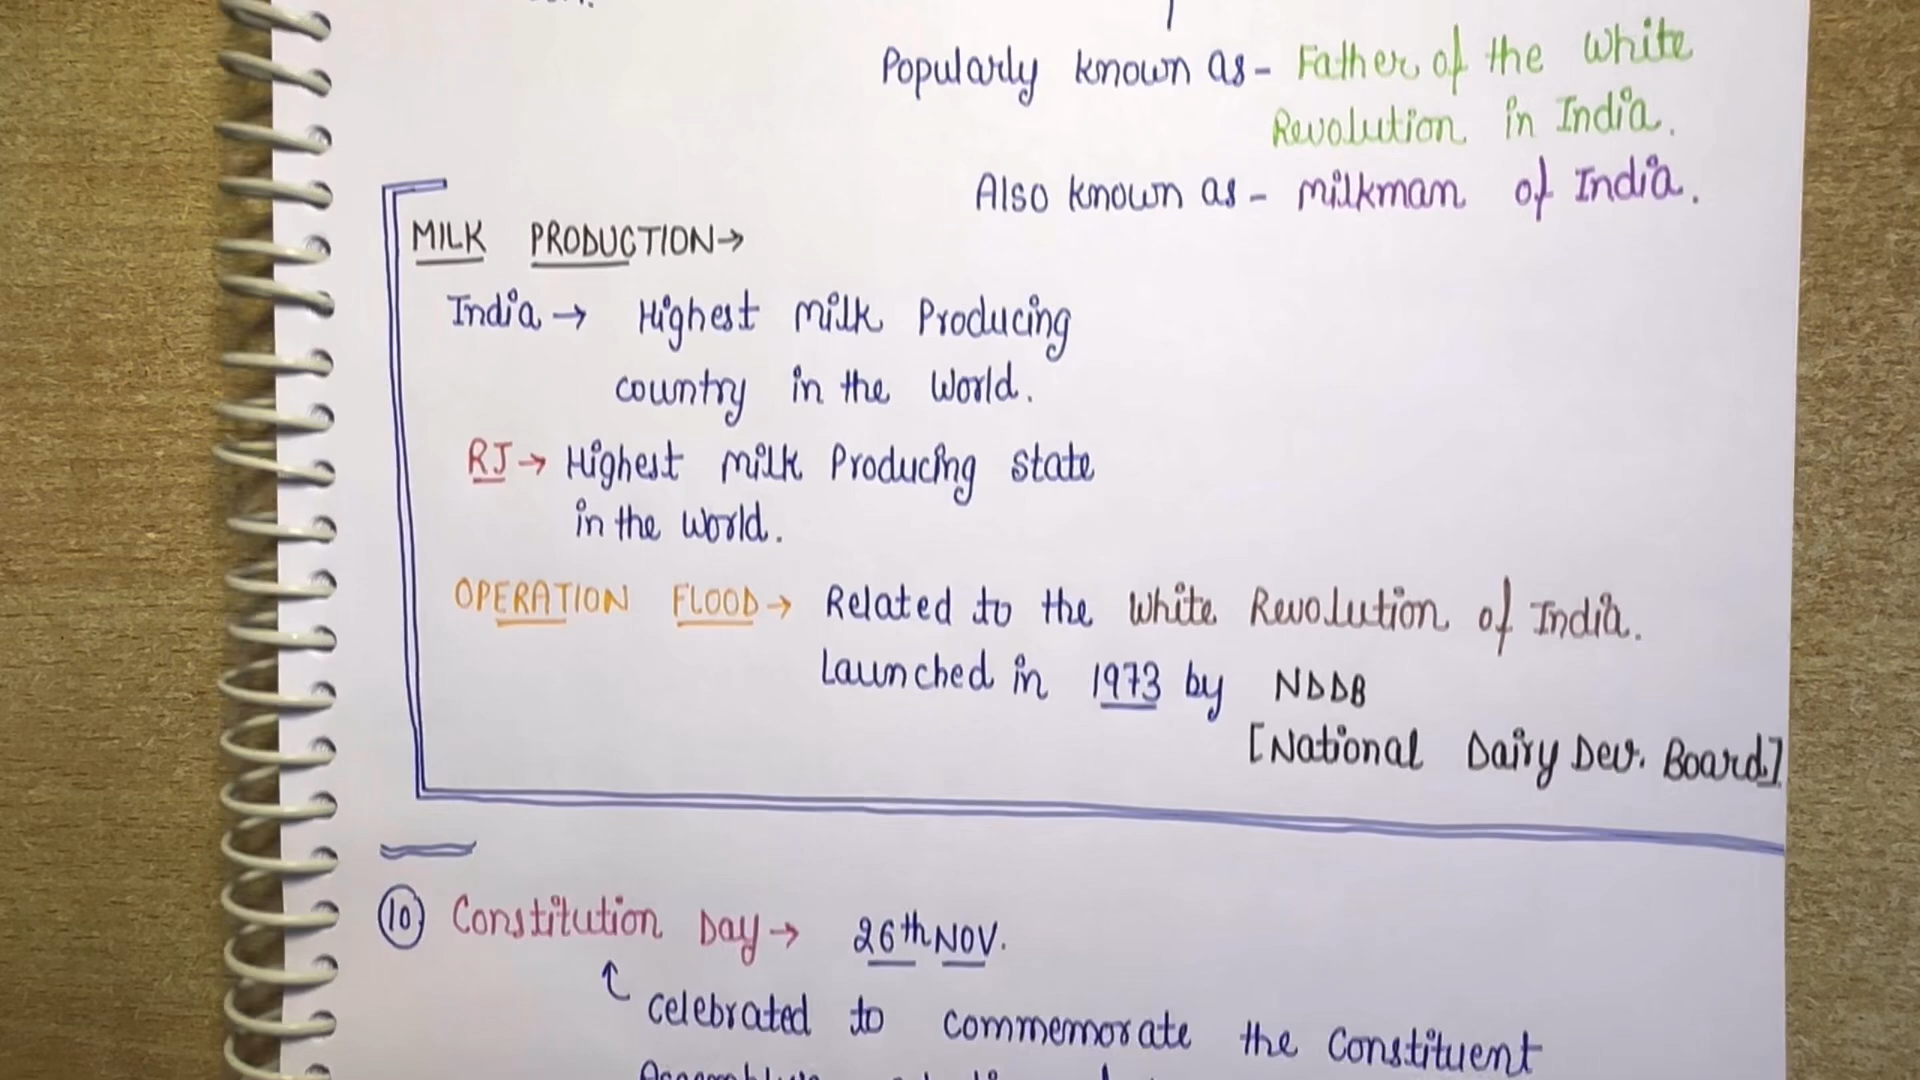 Popularly known as - Father of the White
Revolution in India.
Also known as - milkman of India.
MILK PRODUCTION→
India → Highest milk Producing
country in the World.
RJ → Highest milk Producing state
in the World.
OPERATION FLOOD → Related to the White Revolution of India.
Launched in 1973 by NDDB
[National Dairy Dev. Board]
10 Constitution Day → 26th NOV.
↑ celebrated to commemorate the Constituent